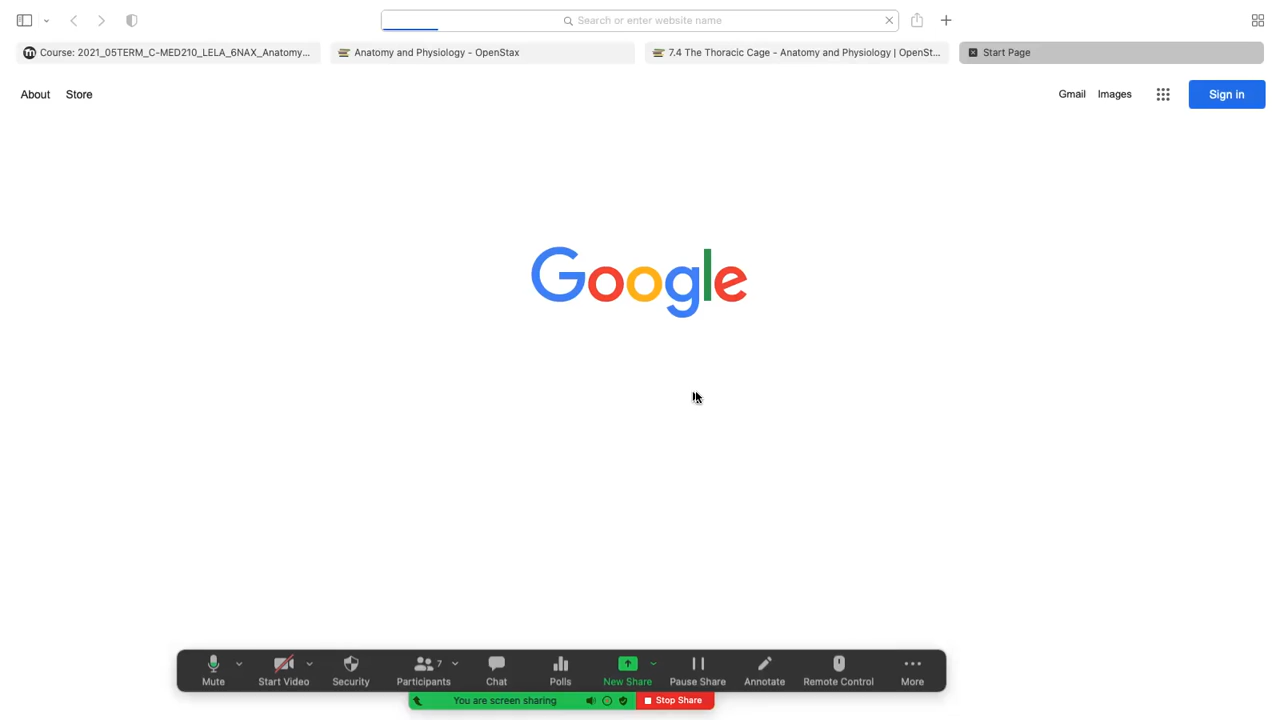 Search or enter website name
Course: 2021_05TERM_C-MED210_LELA_6NAX_Anatomy...
Anatomy and Physiology - OpenStax
7.4 The Thoracic Cage - Anatomy and Physiology | OpenSt...
Start Page
About Store
Gmail Images
Sign in
Google
7
Mute Start Video Security Participants Chat Polls New Share Pause Share Annotate Remote Control More
You are screen sharing Stop Share